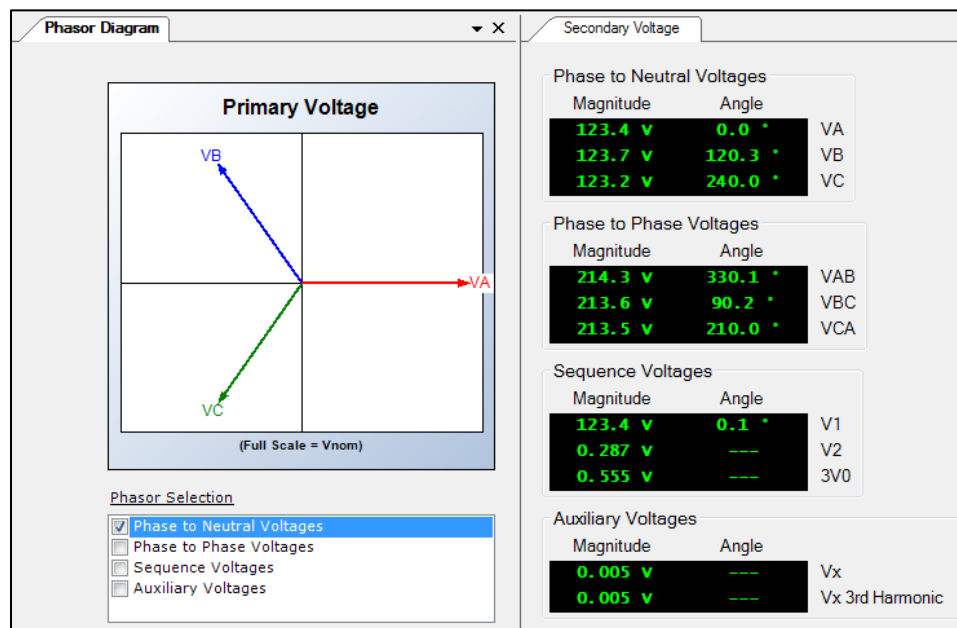 Phasor Diagram
Primary Voltage
VB
VA
VC
(Full Scale = Vnom)
Phasor Selection
Phase to Neutral Voltages
Phase to Phase Voltages
Sequence Voltages
Auxiliary Voltages
Secondary Voltage
Phase to Neutral Voltages
Magnitude Angle
123.4 v 0.0 ° VA
123.7 v 120.3 ° VB
123.2 v 240.0 ° VC
Phase to Phase Voltages
Magnitude Angle
214.3 v 330.1 ° VAB
213.6 v 90.2 ° VBC
213.5 v 210.0 ° VCA
Sequence Voltages
Magnitude Angle
123.4 v 0.1 ° V1
0.287 v --- V2
0.555 v --- 3V0
Auxiliary Voltages
Magnitude Angle
0.005 v --- Vx
0.005 v --- Vx 3rd Harmonic